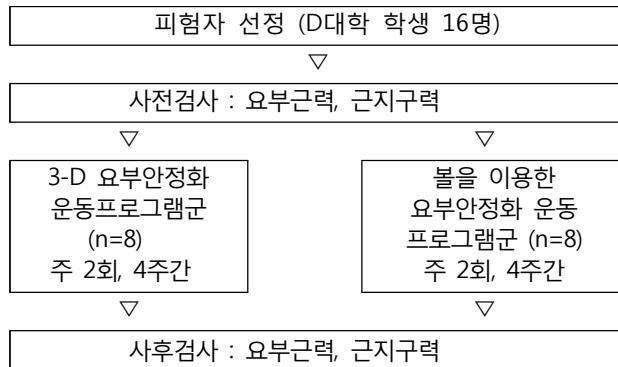 피험자 선정 (D대학 학생 16명)
▽
사전검사 : 요부근력, 근지구력
▽ ▽
3-D 요부안정화
운동프로그램군
(n=8)
주 2회, 4주간
볼을 이용한
요부안정화 운동
프로그램군 (n=8)
주 2회, 4주간
▽ ▽
사후검사 : 요부근력, 근지구력